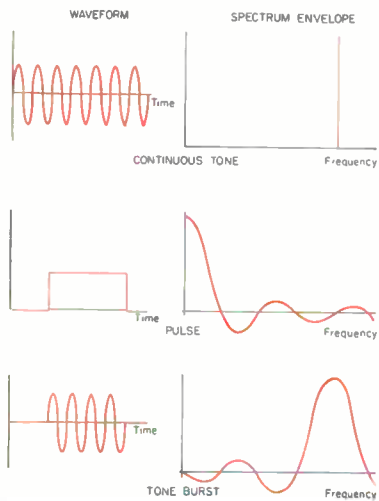 WAVEFORM
SPECTRUM ENVELOPE
Time
CONTINUOUS TONE
Frequency
Time
PULSE
Frequency
Time
TONE BURST
Frequency